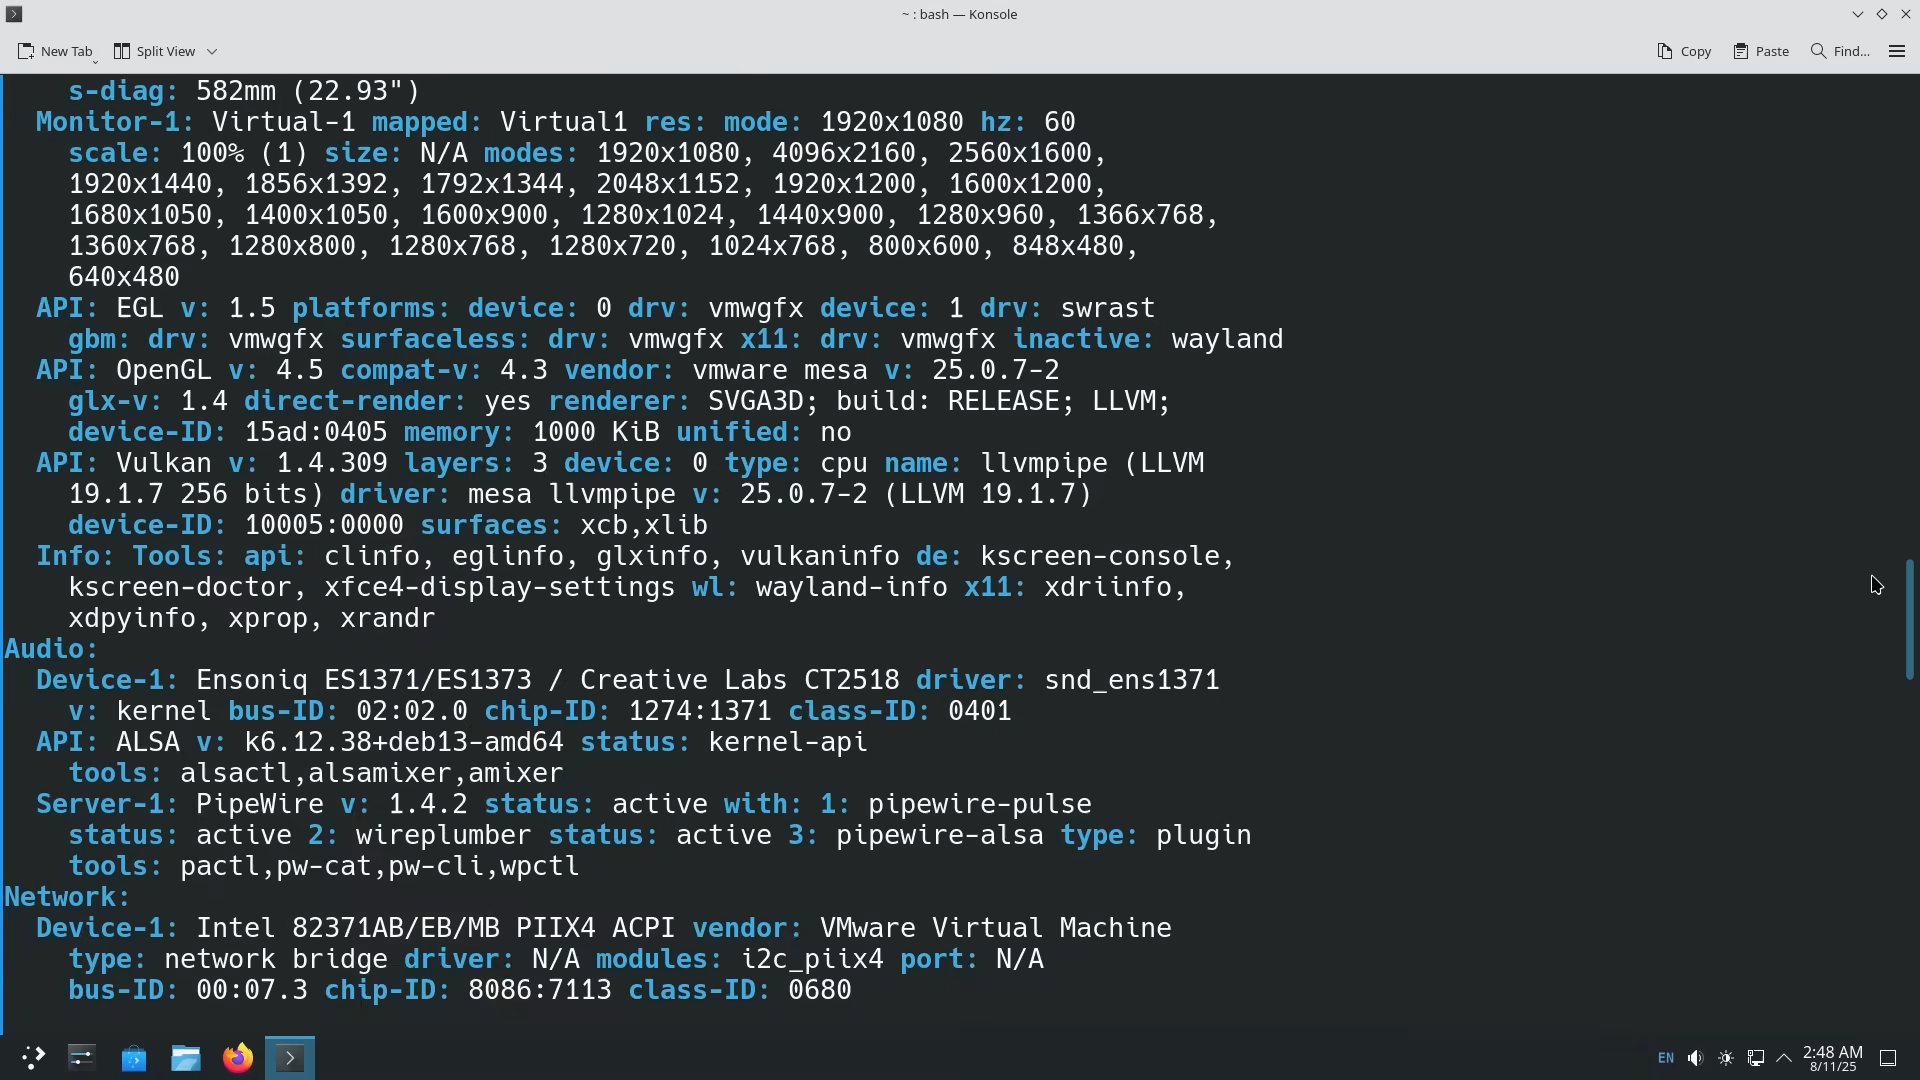 ~ : bash — Konsole
New Tab Split View Copy Paste Find...
s-diag: 582mm (22.93")
Monitor-1: Virtual-1 mapped: Virtual1 res: mode: 1920x1080 hz: 60
scale: 100% (1) size: N/A modes: 1920x1080, 4096x2160, 2560x1600,
1920x1440, 1856x1392, 1792x1344, 2048x1152, 1920x1200, 1600x1200,
1680x1050, 1400x1050, 1600x900, 1280x1024, 1440x900, 1280x960, 1366x768,
1360x768, 1280x800, 1280x768, 1280x720, 1024x768, 800x600, 848x480,
640x480
API: EGL v: 1.5 platforms: device: 0 drv: vmwgfx device: 1 drv: swrast
gbm: drv: vmwgfx surfaceless: drv: vmwgfx x11: drv: vmwgfx inactive: wayland
API: OpenGL v: 4.5 compat-v: 4.3 vendor: vmware mesa v: 25.0.7-2
glx-v: 1.4 direct-render: yes renderer: SVGA3D; build: RELEASE; LLVM;
device-ID: 15ad:0405 memory: 1000 KiB unified: no
API: Vulkan v: 1.4.309 layers: 3 device: 0 type: cpu name: llvmpipe (LLVM
19.1.7 256 bits) driver: mesa llvmpipe v: 25.0.7-2 (LLVM 19.1.7)
device-ID: 10005:0000 surfaces: xcb,xlib
Info: Tools: api: clinfo, eglinfo, glxinfo, vulkaninfo de: kscreen-console,
kscreen-doctor, xfce4-display-settings wl: wayland-info x11: xdriinfo,
xdpyinfo, xprop, xrandr
Audio:
Device-1: Ensoniq ES1371/ES1373 / Creative Labs CT2518 driver: snd_ens1371
v: kernel bus-ID: 02:02.0 chip-ID: 1274:1371 class-ID: 0401
API: ALSA v: k6.12.38+deb13-amd64 status: kernel-api
tools: alsactl,alsamixer,amixer
Server-1: PipeWire v: 1.4.2 status: active with: 1: pipewire-pulse
status: active 2: wireplumber status: active 3: pipewire-alsa type: plugin
tools: pactl,pw-cat,pw-cli,wpctl
Network:
Device-1: Intel 82371AB/EB/MB PIIX4 ACPI vendor: VMware Virtual Machine
type: network bridge driver: N/A modules: i2c_piix4 port: N/A
bus-ID: 00:07.3 chip-ID: 8086:7113 class-ID: 0680
EN 2:48 AM
8/11/25